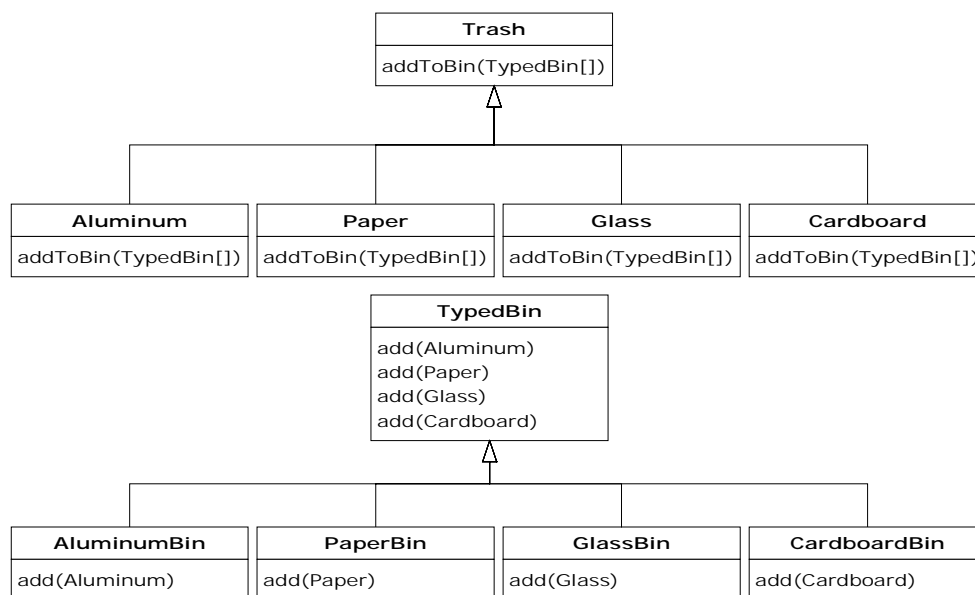 Trash
addToBin(TypedBin[])
Aluminum
addToBin(TypedBin[])
Paper
addToBin(TypedBin[])
Glass
addToBin(TypedBin[])
Cardboard
addToBin(TypedBin[])
TypedBin
add(Aluminum)
add(Paper)
add(Glass)
add(Cardboard)
AluminumBin
add(Aluminum)
PaperBin
add(Paper)
GlassBin
add(Glass)
CardboardBin
add(Cardboard)